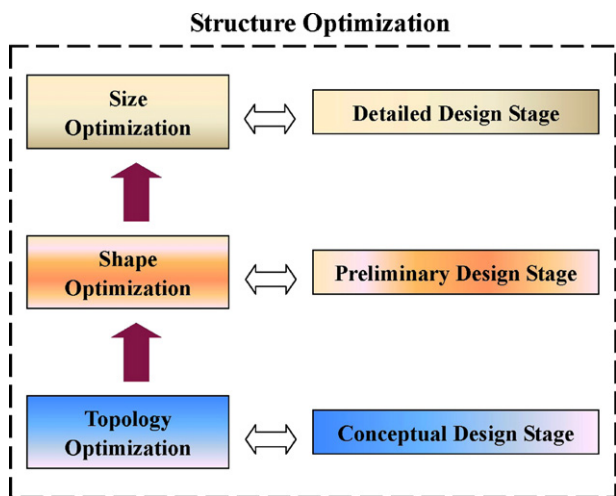 Structure Optimization
Size
Optimization
Detailed Design Stage
Shape
Optimization
Preliminary Design Stage
Topology
Optimization
Conceptual Design Stage